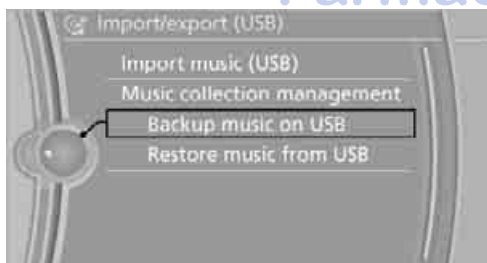 Import/export (USB)
Import music (USB)
Music collection management
Backup music on USB
Restore music from USB